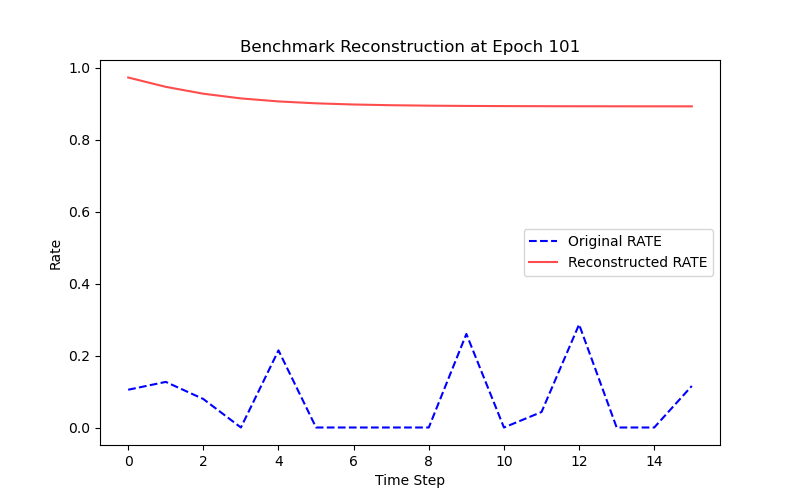 Benchmark Reconstruction at Epoch 101
1.0
0.8
0.6
0.4
0.2
0.0
Rate
Original RATE
Reconstructed RATE
0 2 4 6 8 10 12 14
Time Step